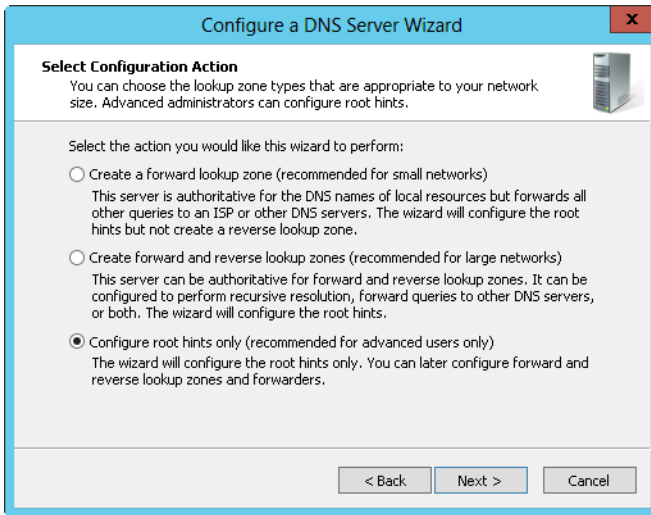 Configure a DNS Server Wizard
x
Select Configuration Action
You can choose the lookup zone types that are appropriate to your network
size. Advanced administrators can configure root hints.
Select the action you would like this wizard to perform:
Create a forward lookup zone (recommended for small networks)
This server is authoritative for the DNS names of local resources but forwards all
other queries to an ISP or other DNS servers. The wizard will configure the root
hints but not create a reverse lookup zone.
Create forward and reverse lookup zones (recommended for large networks)
This server can be authoritative for forward and reverse lookup zones. It can be
configured to perform recursive resolution, forward queries to other DNS servers,
or both. The wizard will configure the root hints.
Configure root hints only (recommended for advanced users only)
The wizard will configure the root hints only. You can later configure forward and
reverse lookup zones and forwarders.
< Back Next > Cancel